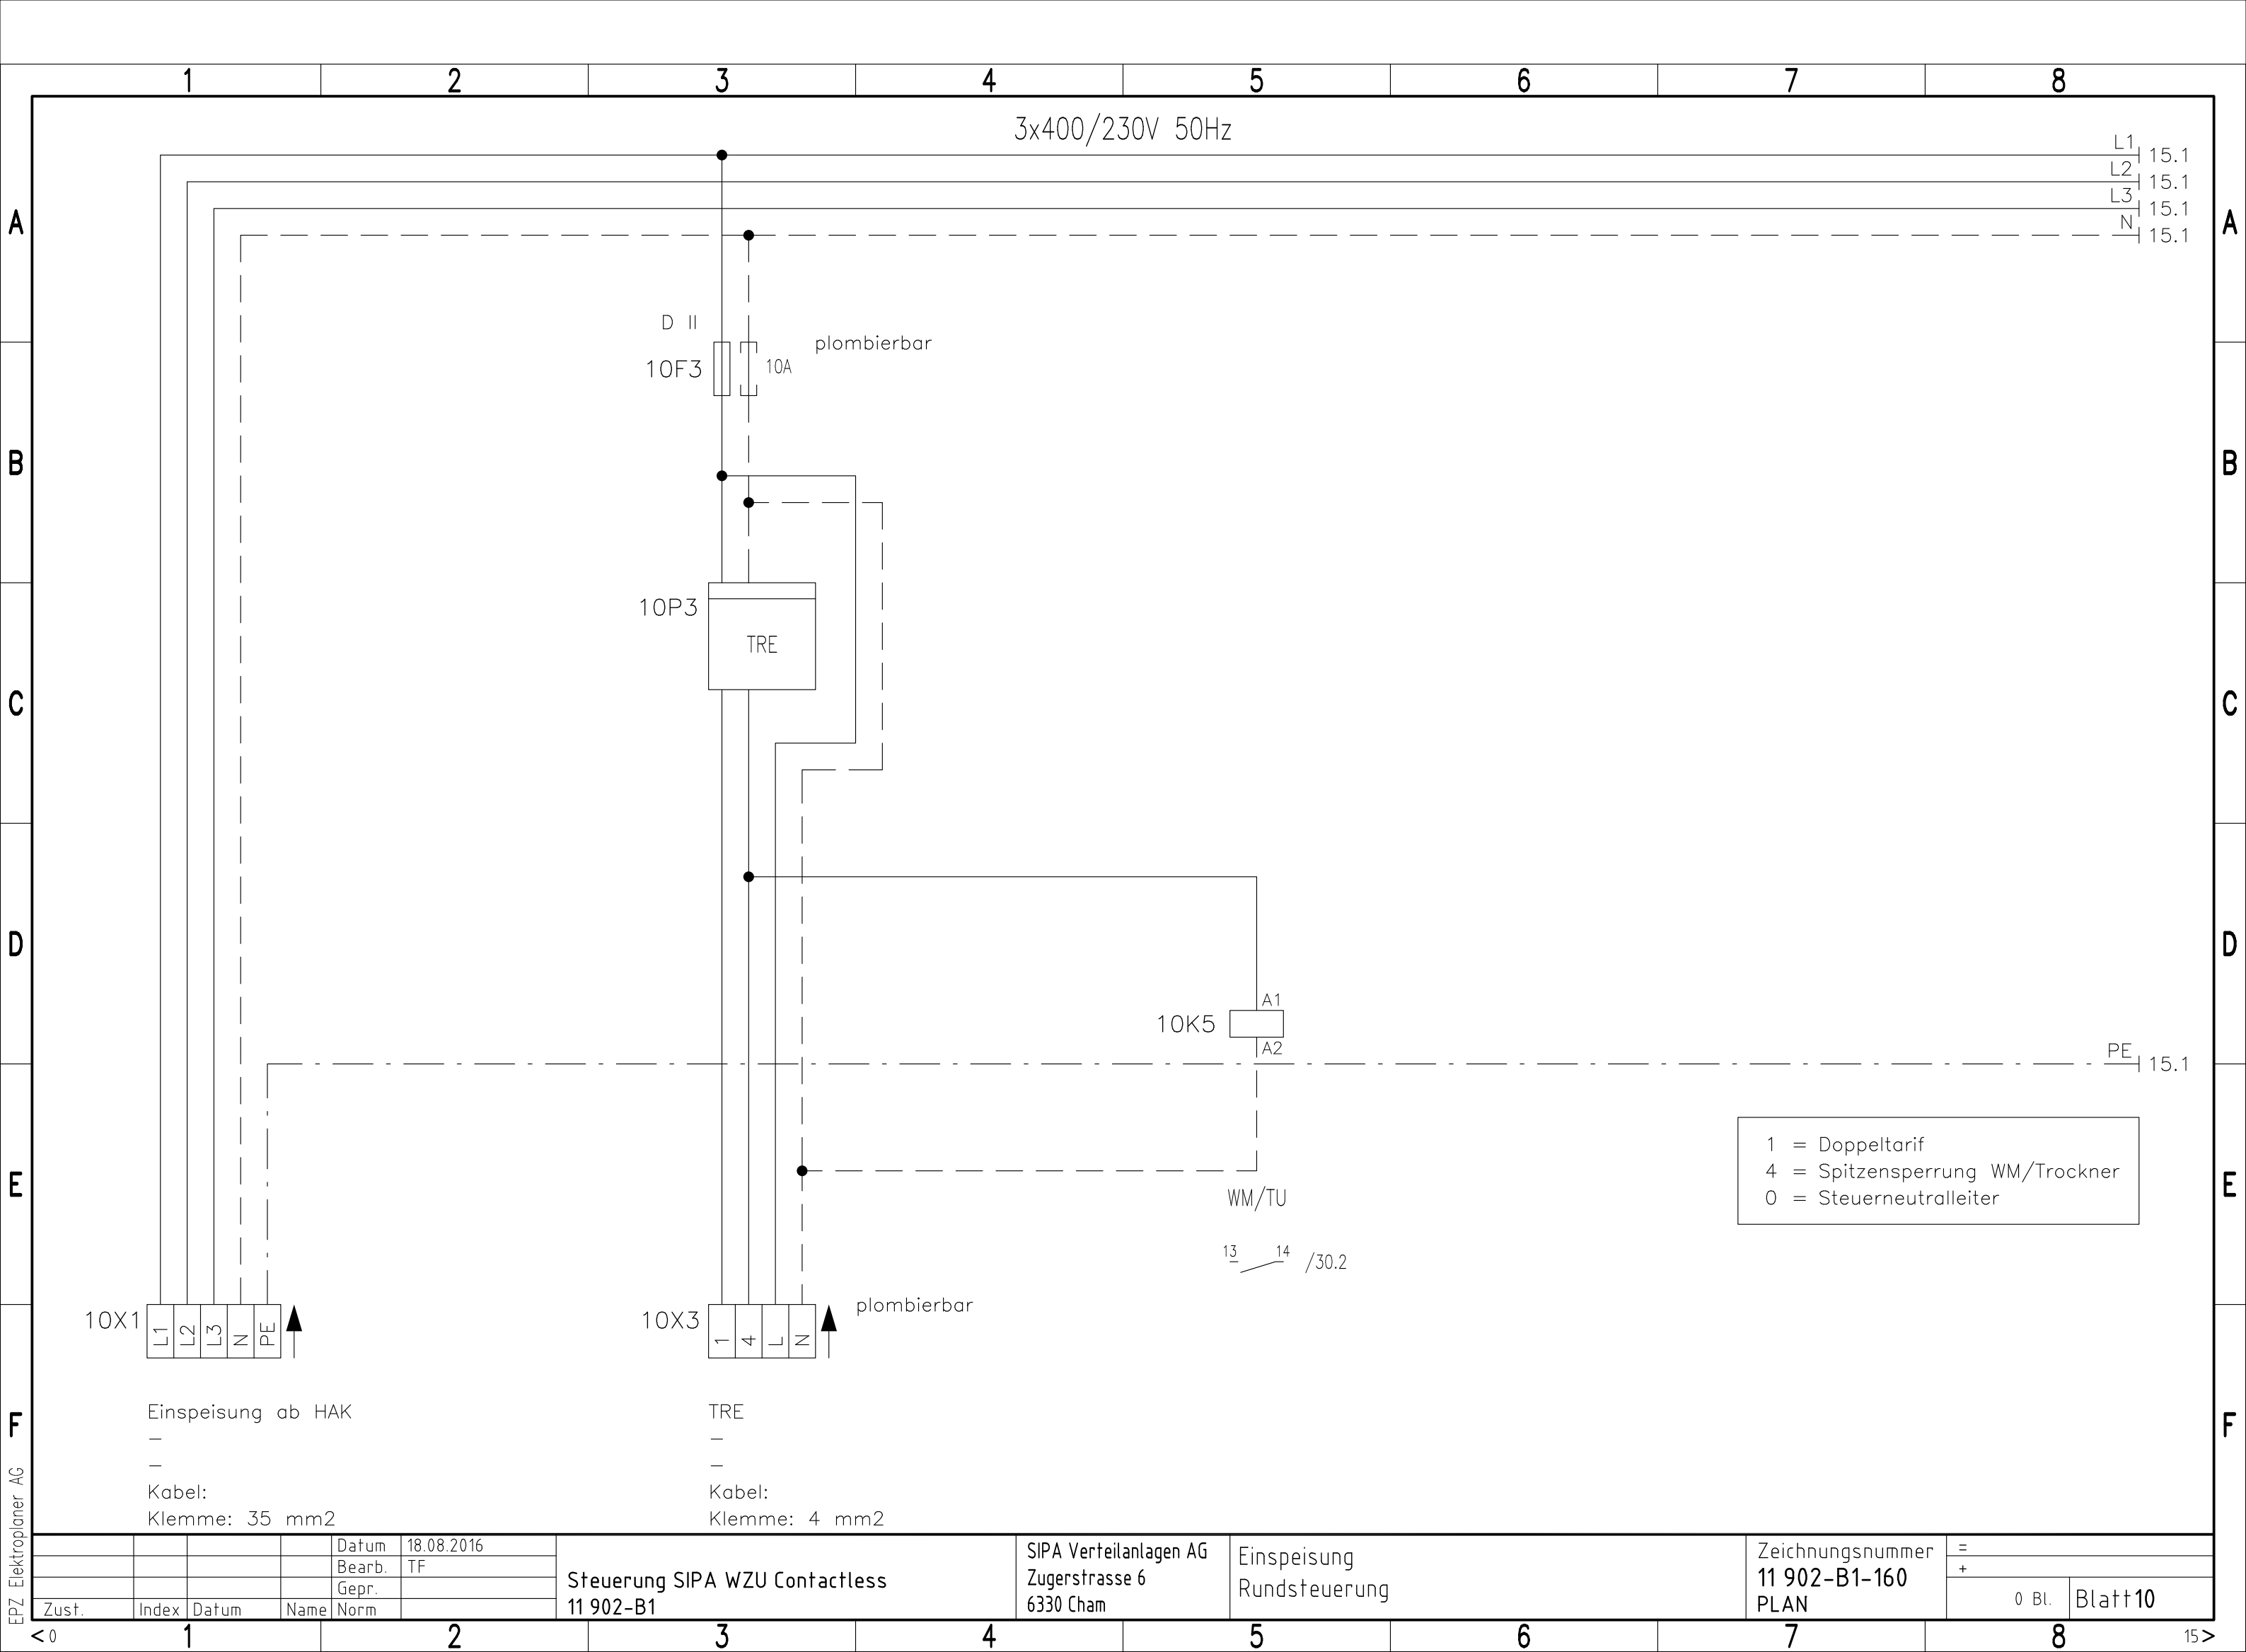 1 2 3 4 5 6 7 8
3x400/230V 50Hz
L1 15.1
L2 15.1
L3 15.1
N 15.1
A A
D II
plombierbar
10F3 10A
B B
10P3
TRE
C C
D D
A1
10K5
A2
PE 15.1
1 = Doppeltarif
4 = Spitzensperrung WM/Trockner
0 = Steuerneutralleiter
E E
WM/TU
13 14 /30.2
10X1 L1 L2 L3 N PE
10X3 1 4 L N
plombierbar
F F
Einspeisung ab HAK
–
–
Kabel:
Klemme: 35 mm2
TRE
–
–
Kabel:
Klemme: 4 mm2
EPZ Elektroplaner AG
Datum 18.08.2016
Bearb. TF
Gepr.
Zust. Index Datum Name Norm
Steuerung SIPA WZU Contactless
11 902-B1
SIPA Verteilanlagen AG
Zugerstrasse 6
6330 Cham
Einspeisung
Rundsteuerung
Zeichnungsnummer
11 902-B1-160
PLAN
=
+
0 Bl. Blatt10
<0 1 2 3 4 5 6 7 8 15>